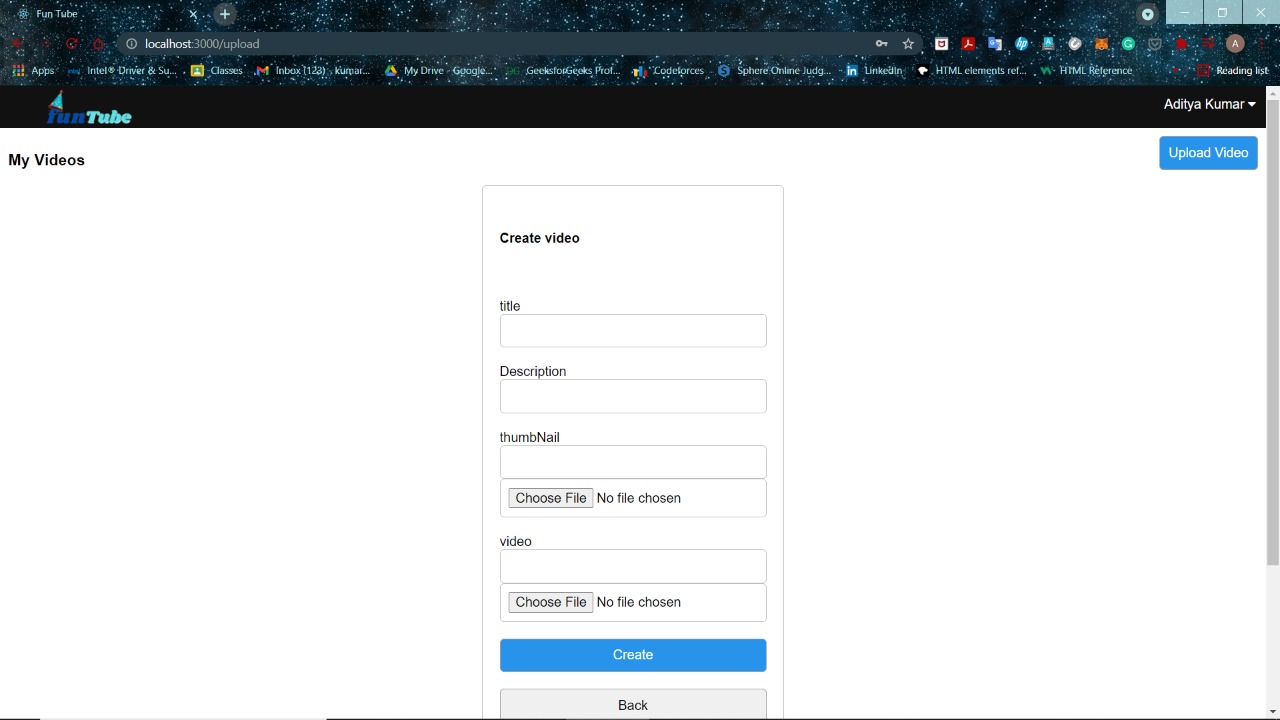 Fun Tube
localhost:3000/upload
A
Apps Intel® Driver & Su... Classes Inbox (123) - kumar... My Drive - Google... GeeksforGeeks Prof... Codeforces Sphere Online Judg... LinkedIn HTML elements ref... HTML Reference Reading list
funTube Aditya Kumar
My Videos
Upload Video
Create video
title
Description
thumbNail
Choose File No file chosen
video
Choose File No file chosen
Create
Back